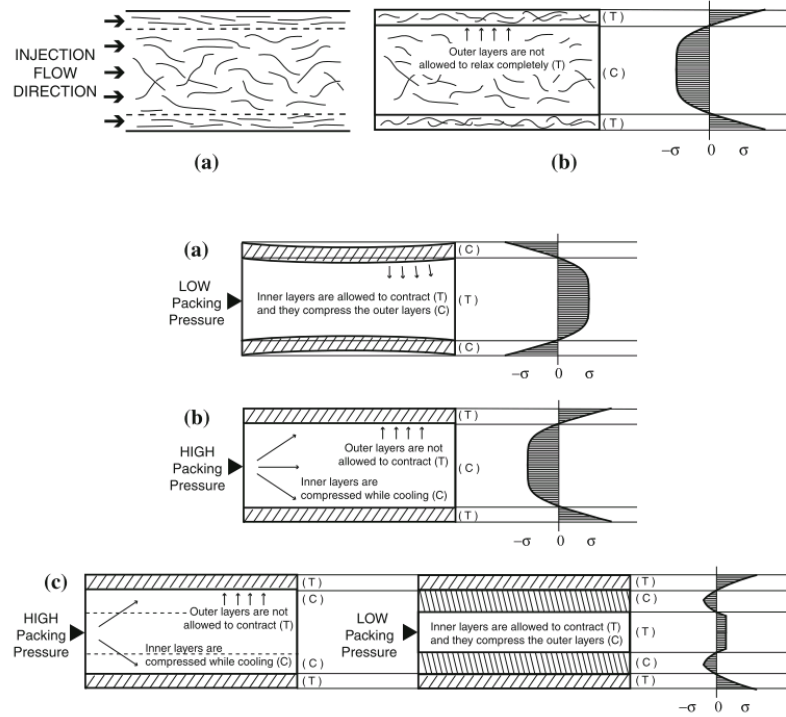 INJECTION
FLOW
DIRECTION
(a)
Outer layers are not
allowed to relax completely (T)
(T)
(C)
(T)
−σ 0 σ
(b)
(a)
LOW
Packing
Pressure
Inner layers are allowed to contract (T)
and they compress the outer layers (C)
(C)
(T)
(C)
−σ 0 σ
(b)
HIGH
Packing
Pressure
Outer layers are not
allowed to contract (T)
Inner layers are
compressed while cooling (C)
(T)
(C)
(T)
−σ 0 σ
(c)
HIGH
Packing
Pressure
Outer layers are not
allowed to contract (T)
Inner layers are
compressed while cooling (C)
(T)
(C)
(C)
(T)
LOW
Packing
Pressure
Inner layers are allowed to contract (T)
and they compress the outer layers (C)
(T)
(C)
(T)
(C)
(T)
−σ 0 σ